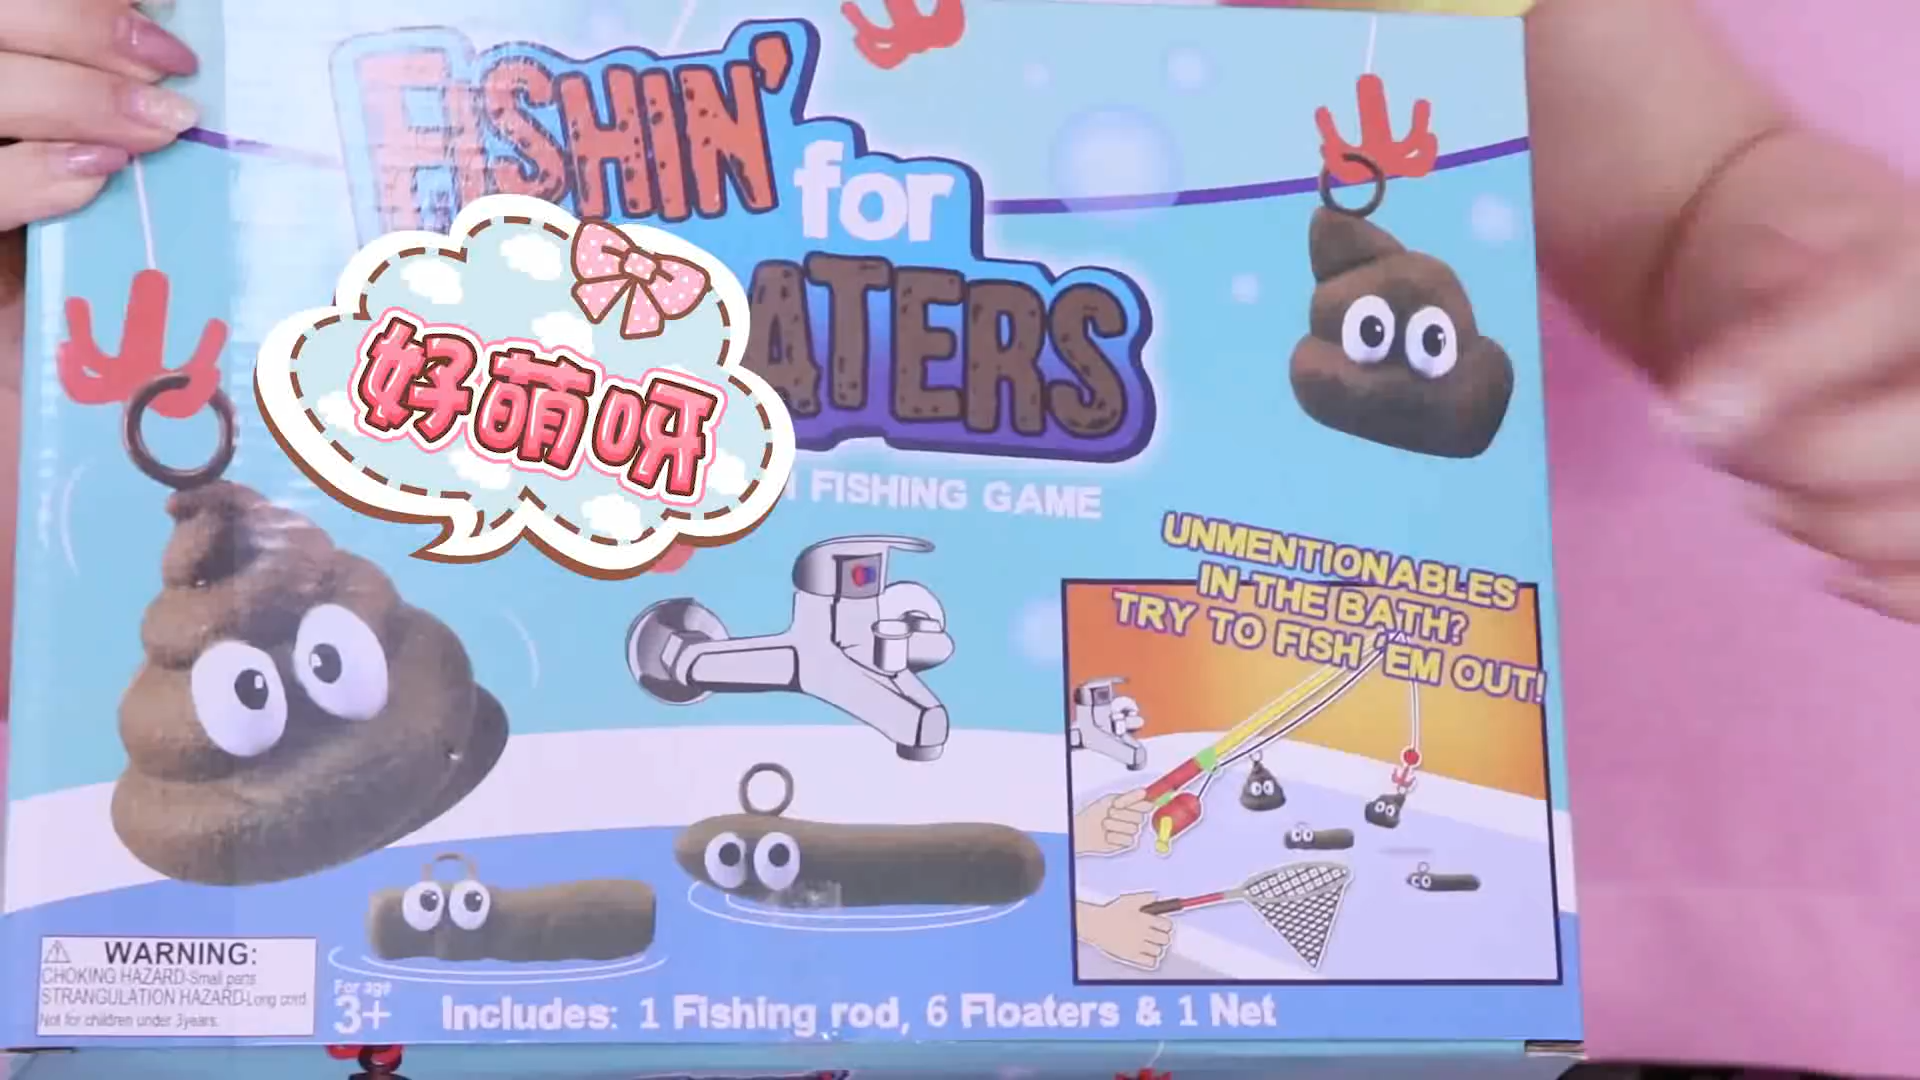 FISHIN'
for
好萌呀
FISHING GAME
UNMENTIONABLES
IN THE BATH?
TRY TO FISH 'EM OUT!
WARNING:
CHOKING HAZARD-Small parts
STRANGULATION HAZARD-Long cord
Not for children under 3years.
For age
3+
Includes: 1 Fishing rod, 6 Floaters & 1 Net